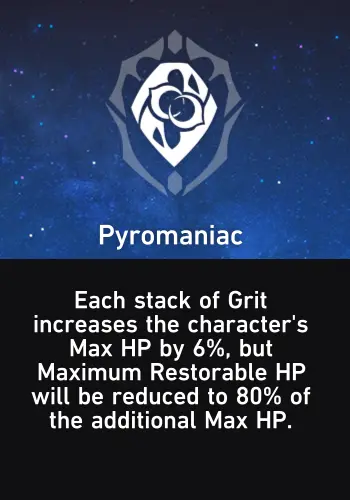 Pyromaniac
Each stack of Grit
increases the character's
Max HP by 6%, but
Maximum Restorable HP
will be reduced to 80% of
the additional Max HP.